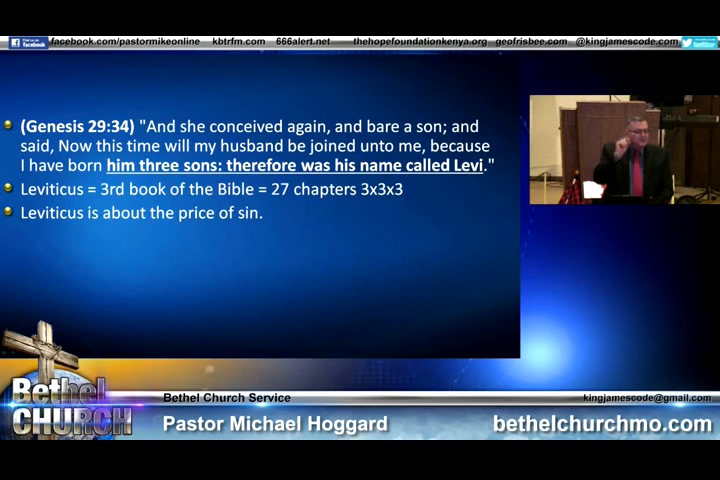 facebook.com/pastormikeonline kbtrfm.com 666alert.net thehopefoundationkenya.org geofrisbee.com @kingjamescode.com
(Genesis 29:34) "And she conceived again, and bare a son; and
said, Now this time will my husband be joined unto me, because
I have born him three sons: therefore was his name called Levi."
Leviticus = 3rd book of the Bible = 27 chapters 3x3x3
Leviticus is about the price of sin.
Bethel
CHURCH
Bethel Church Service kingjamescode@gmail.com
Pastor Michael Hoggard bethelchurchmo.com